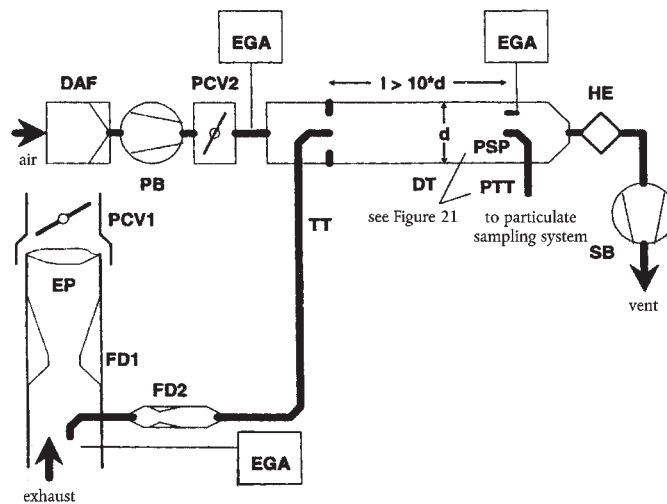 EGA
EGA
DAF
PCV2
l > 10*d
HE
air
PB
d
PSP
DT
PTT
see Figure 21
to particulate
sampling system
PCV1
TT
SB
EP
vent
FD1
FD2
EGA
exhaust